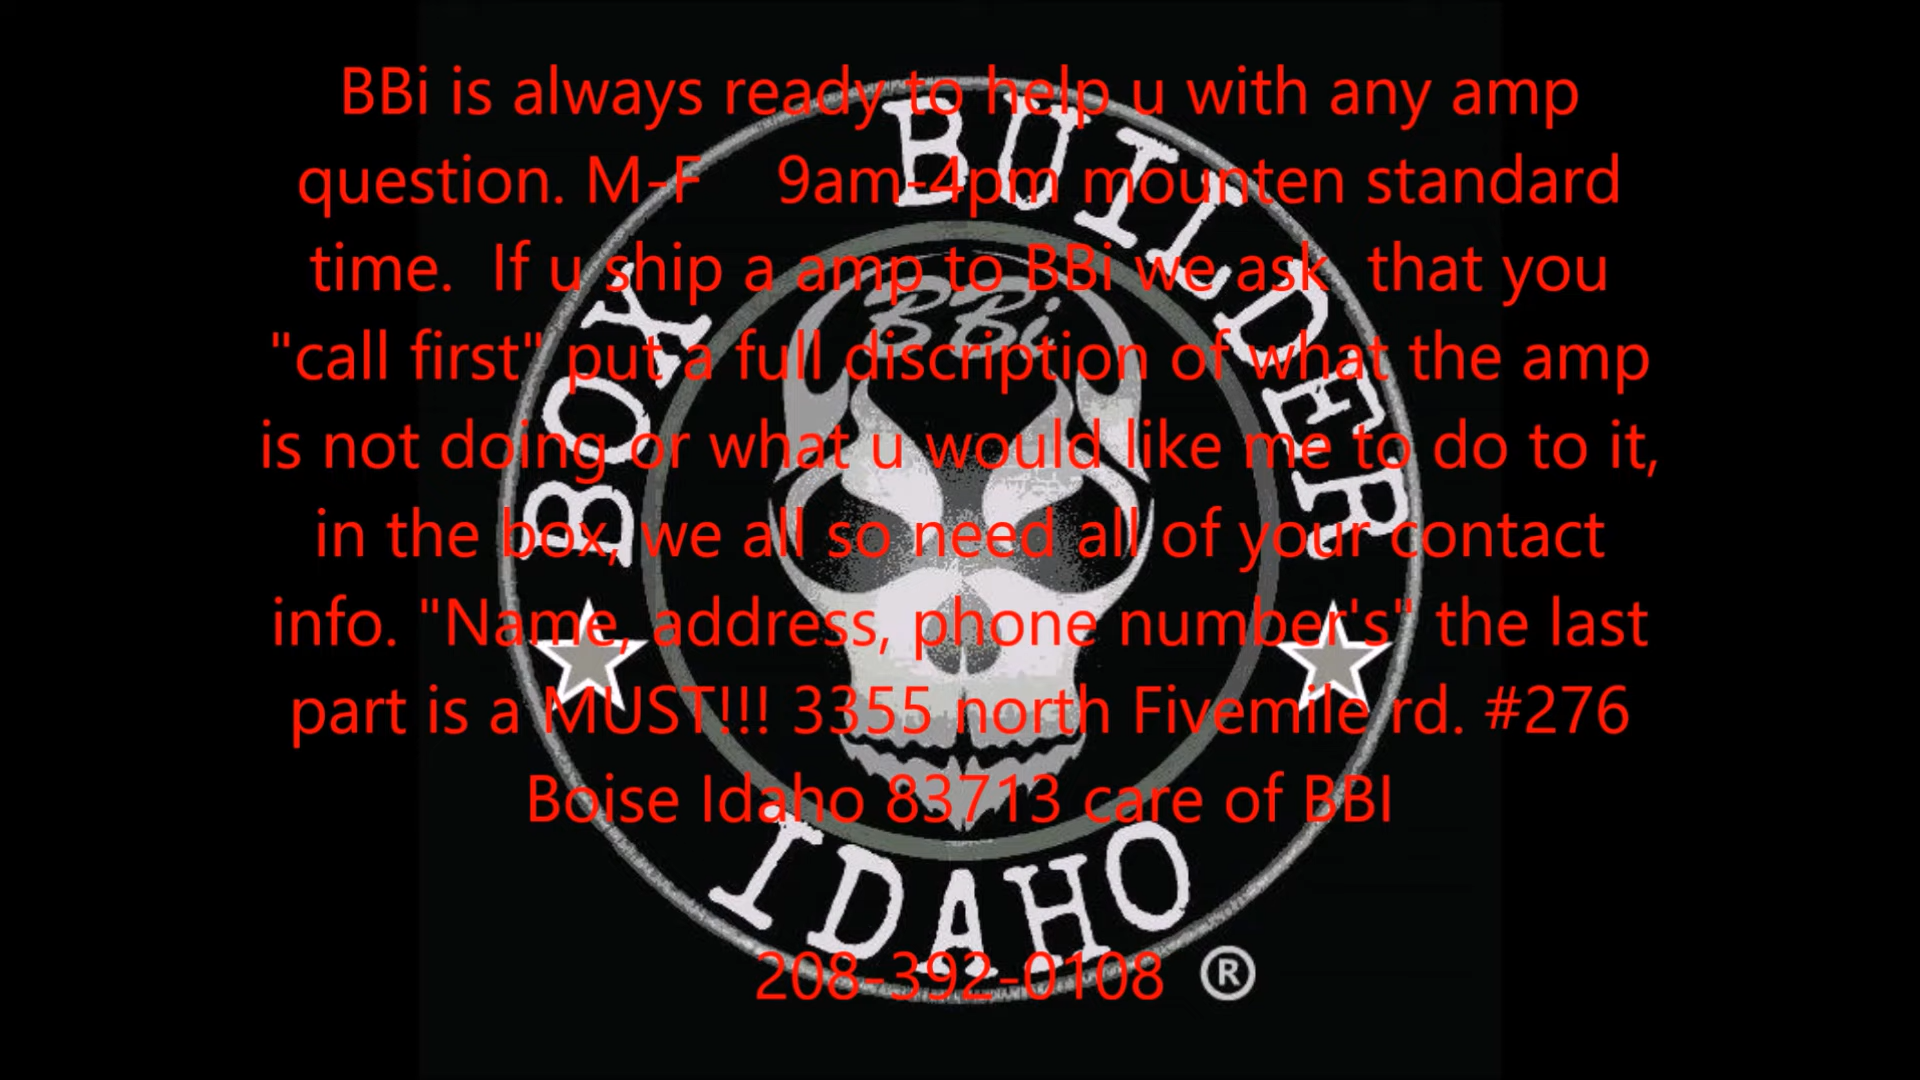 BBi is always ready to help u with any amp
question. M-F    9am-4pm mounten standard
time.  If u ship a amp to BBi we ask  that you
"call first" put a full discription of what the amp
is not doing or what u would like me to do to it,
in the box, we all so need all of your contact
info. "Name, address, phone number's" the last
part is a MUST!!! 3355 north Fivemile rd. #276
Boise Idaho 83713 care of BBI
208-392-0108
BOX BUILDER
BBi
IDAHO
®